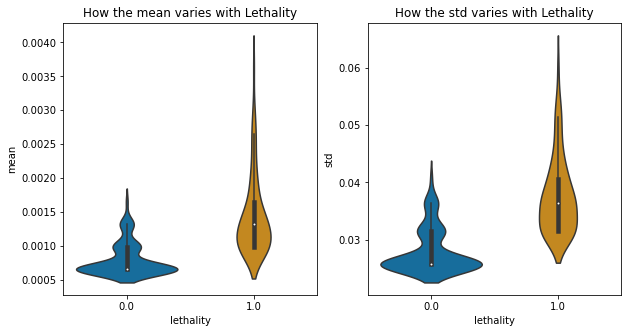 How the mean varies with Lethality
0.0040
0.0035
0.0030
0.0025
0.0020
0.0015
0.0010
0.0005
mean
0.0
1.0
lethality
How the std varies with Lethality
0.06
0.05
0.04
0.03
std
0.0
1.0
lethality